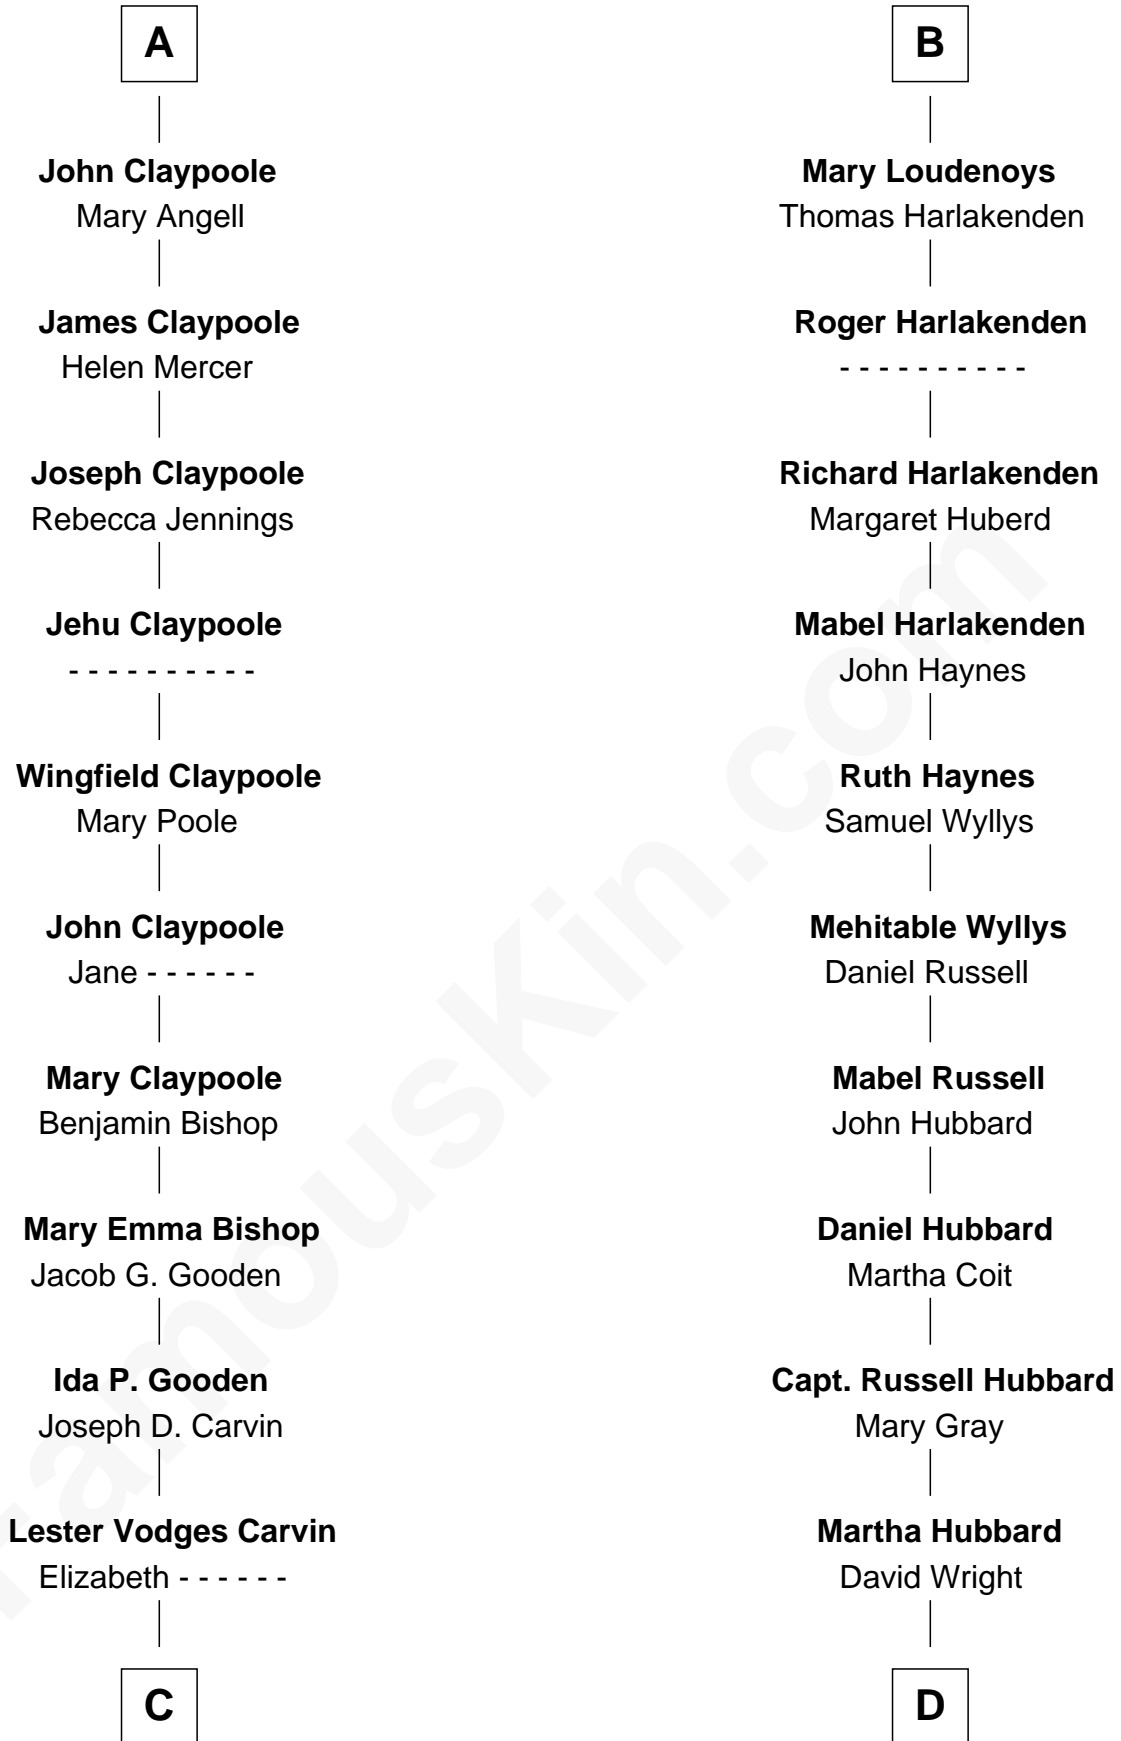 A
John Claypoole
Mary Angell
James Claypoole
Helen Mercer
Joseph Claypoole
Rebecca Jennings
Jehu Claypoole
- - - - - - - - - -
Wingfield Claypoole
Mary Poole
John Claypoole
Jane - - - - - -
Mary Claypoole
Benjamin Bishop
Mary Emma Bishop
Jacob G. Gooden
Ida P. Gooden
Joseph D. Carvin
Lester Vodges Carvin
Elizabeth - - - - - -
C
B
Mary Loudenoys
Thomas Harlakenden
Roger Harlakenden
- - - - - - - - - -
Richard Harlakenden
Margaret Huberd
Mabel Harlakenden
John Haynes
Ruth Haynes
Samuel Wyllys
Mehitable Wyllys
Daniel Russell
Mabel Russell
John Hubbard
Daniel Hubbard
Martha Coit
Capt. Russell Hubbard
Mary Gray
Martha Hubbard
David Wright
D
FamousKin.com